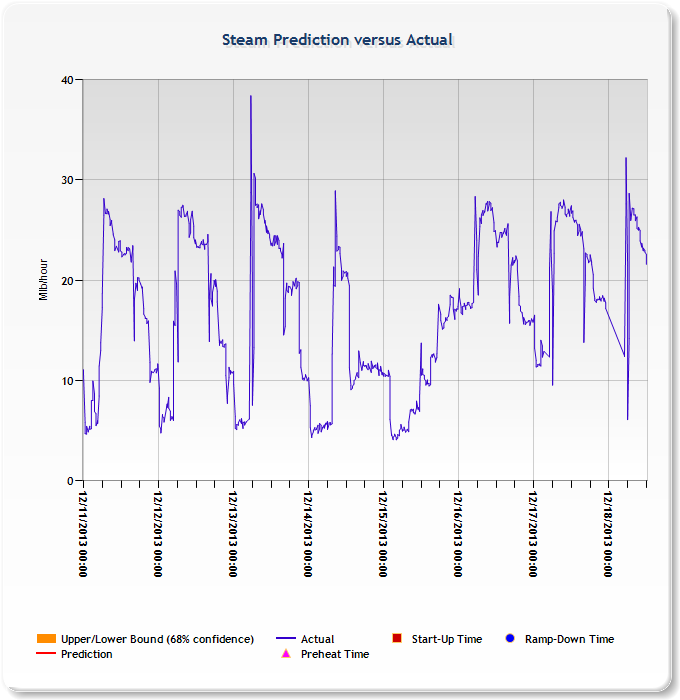 Steam Prediction versus Actual
40
30
20
10
0
Mlb/hour
12/11/2013 00:00
12/12/2013 00:00
12/13/2013 00:00
12/14/2013 00:00
12/15/2013 00:00
12/16/2013 00:00
12/17/2013 00:00
12/18/2013 00:00
Upper/Lower Bound (68% confidence)
Actual
Start-Up Time
Ramp-Down Time
Prediction
Preheat Time